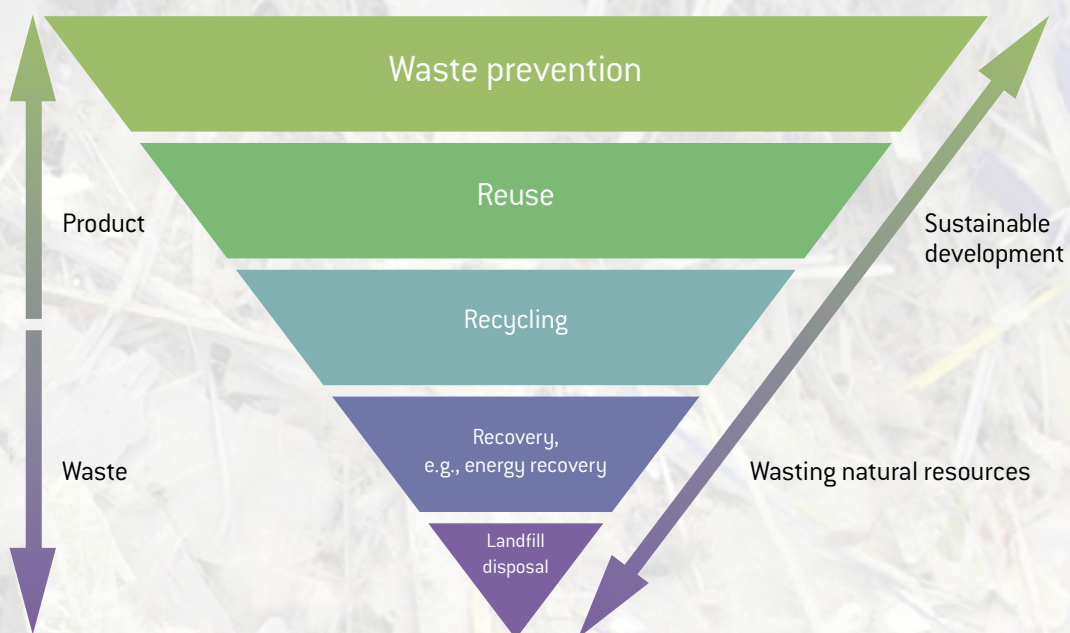 Waste prevention
Reuse
Product
Sustainable
development
Recycling
Recovery,
e.g., energy recovery
Waste
Wasting natural resources
Landfill
disposal